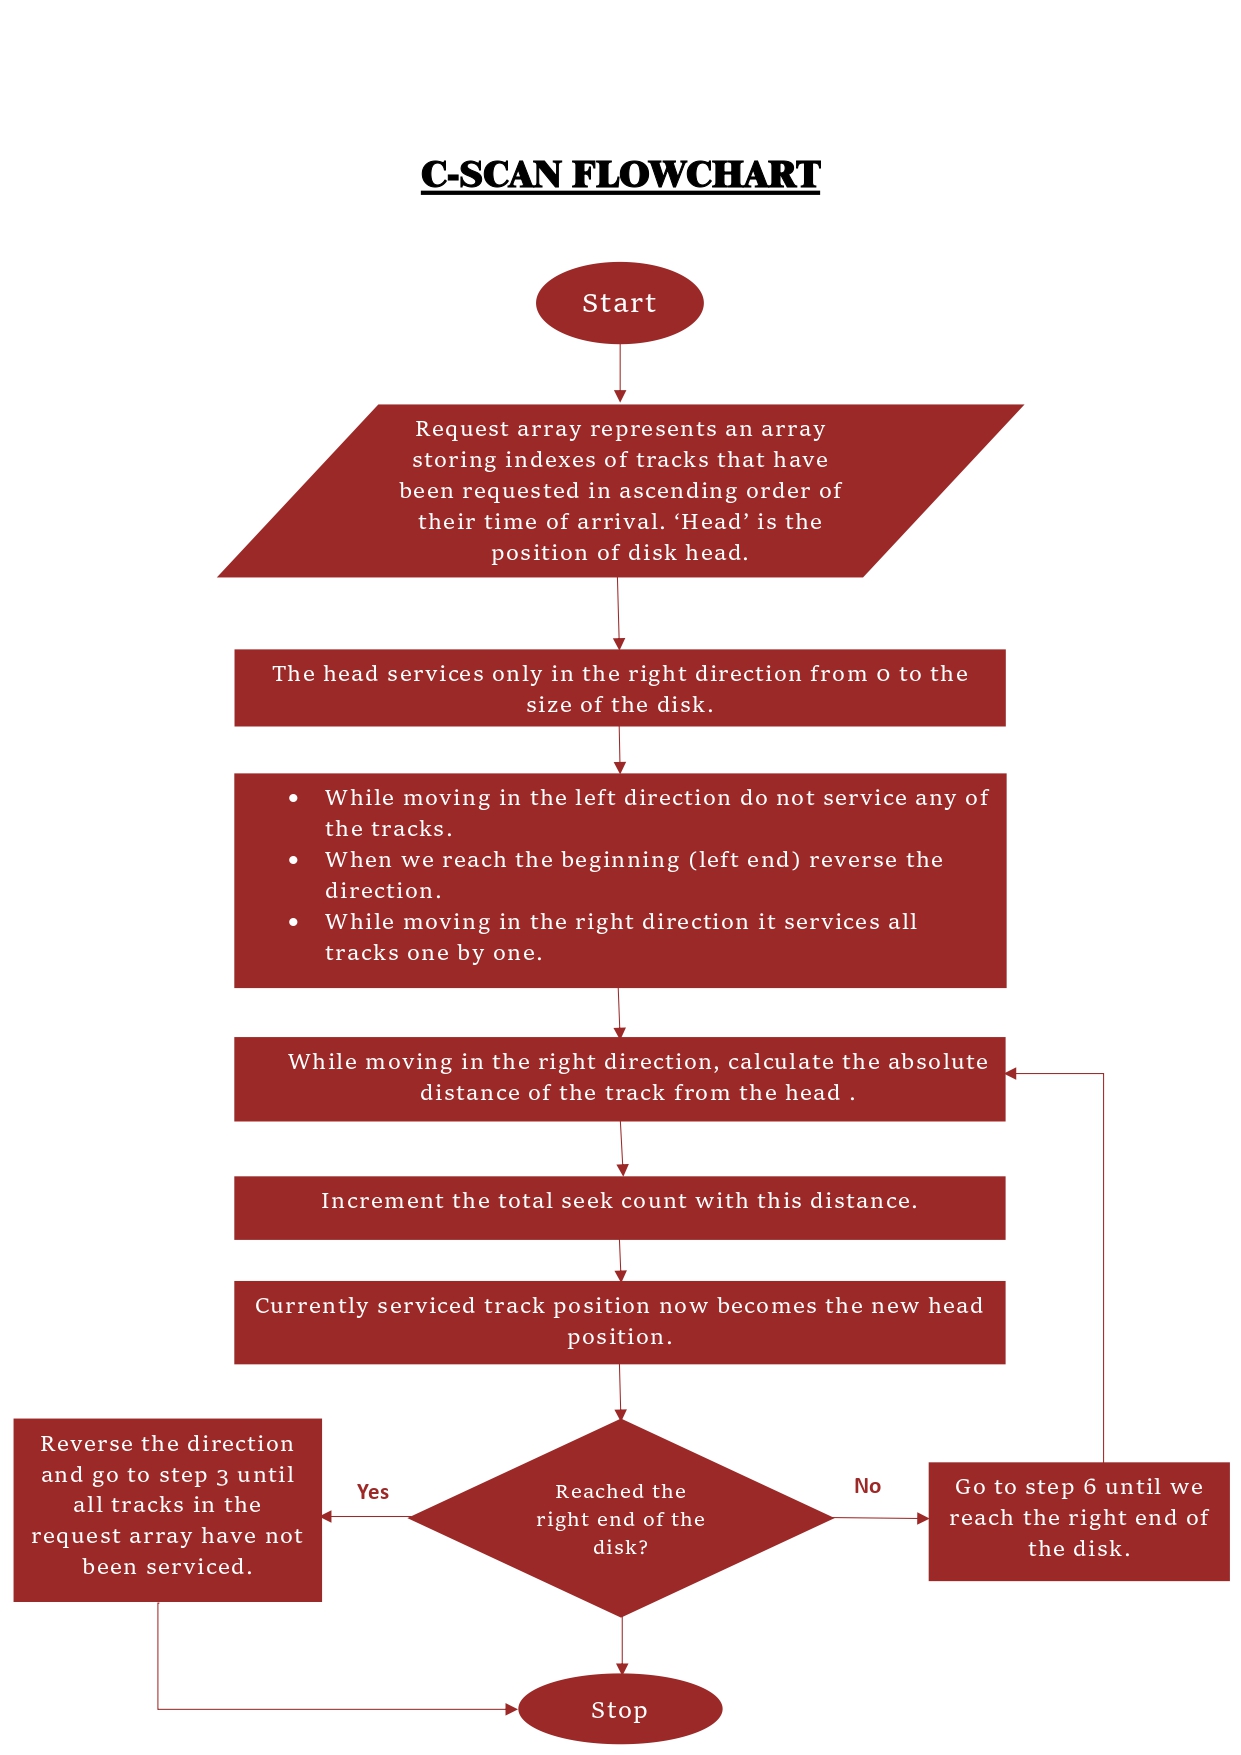 C-SCAN FLOWCHART
Start
Request array represents an array
storing indexes of tracks that have
been requested in ascending order of
their time of arrival. ‘Head’ is the
position of disk head.
The head services only in the right direction from 0 to the
size of the disk.
• While moving in the left direction do not service any of
the tracks.
• When we reach the beginning (left end) reverse the
direction.
• While moving in the right direction it services all
tracks one by one.
While moving in the right direction, calculate the absolute
distance of the track from the head .
Increment the total seek count with this distance.
Currently serviced track position now becomes the new head
position.
Reverse the direction
and go to step 3 until
all tracks in the
request array have not
been serviced.
Yes
Reached the
right end of the
disk?
No
Go to step 6 until we
reach the right end of
the disk.
Stop